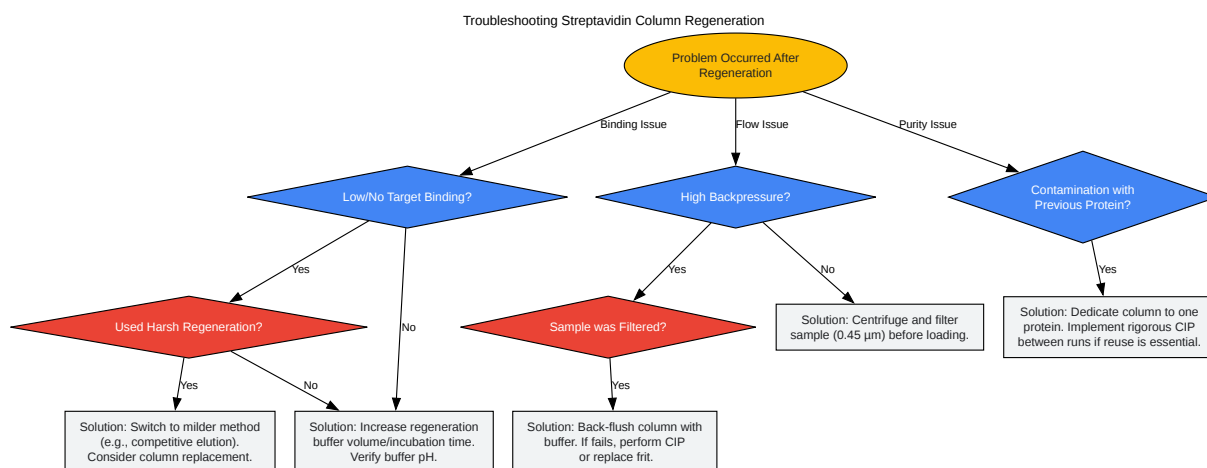 Troubleshooting Streptavidin Column Regeneration
Problem Occurred After
Regeneration
Binding Issue
Flow Issue
Purity Issue
Low/No Target Binding?
High Backpressure?
Contamination with
Previous Protein?
Yes
No
Yes
No
Yes
Used Harsh Regeneration?
Sample was Filtered?
Solution: Centrifuge and filter
sample (0.45 µm) before loading.
Solution: Dedicate column to one
protein. Implement rigorous CIP
between runs if reuse is essential.
Yes
No
Yes
Solution: Switch to milder method
(e.g., competitive elution).
Consider column replacement.
Solution: Increase regeneration
buffer volume/incubation time.
Verify buffer pH.
Solution: Back-flush column with
buffer. If fails, perform CIP
or replace frit.